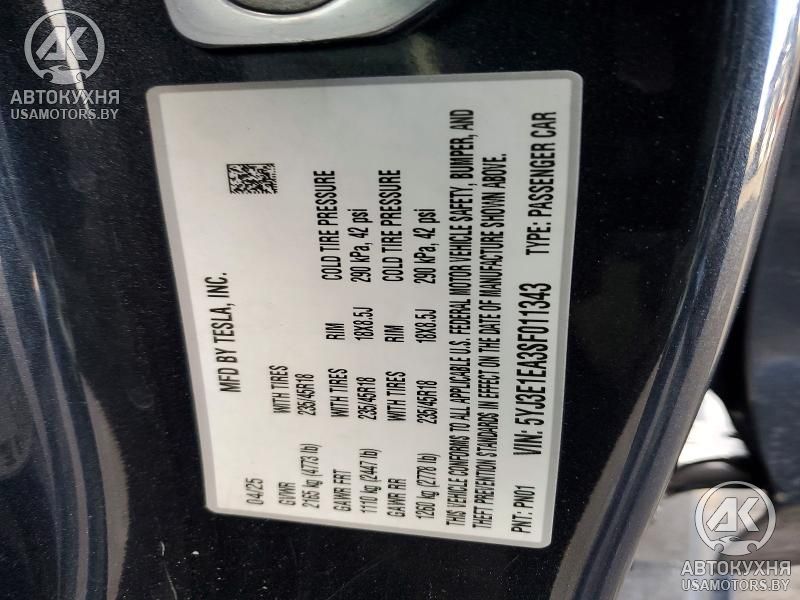 AK
АВТОКУХНЯ
USAMOTORS.BY
MFD BY TESLA, INC.
04/25
GVWR WITH TIRES RIM COLD TIRE PRESSURE
2165 kg (4773 lb) 235/45R18 18X8.5J 290 kPa, 42 psi
GAWR FRT WITH TIRES RIM COLD TIRE PRESSURE
1110 kg (2447 lb) 235/45R18 18X8.5J 290 kPa, 42 psi
GAWR RR
1260 kg (2778 lb) 235/45R18
THIS VEHICLE CONFORMS TO ALL APPLICABLE U.S. FEDERAL MOTOR VEHICLE SAFETY, BUMPER, AND
THEFT PREVENTION STANDARDS IN EFFECT ON THE DATE OF MANUFACTURE SHOWN ABOVE.
PNT: PN01 VIN: 5YJ3E1EA3SF011343 TYPE: PASSENGER CAR
AK
АВТОКУХНЯ
USAMOTORS.BY